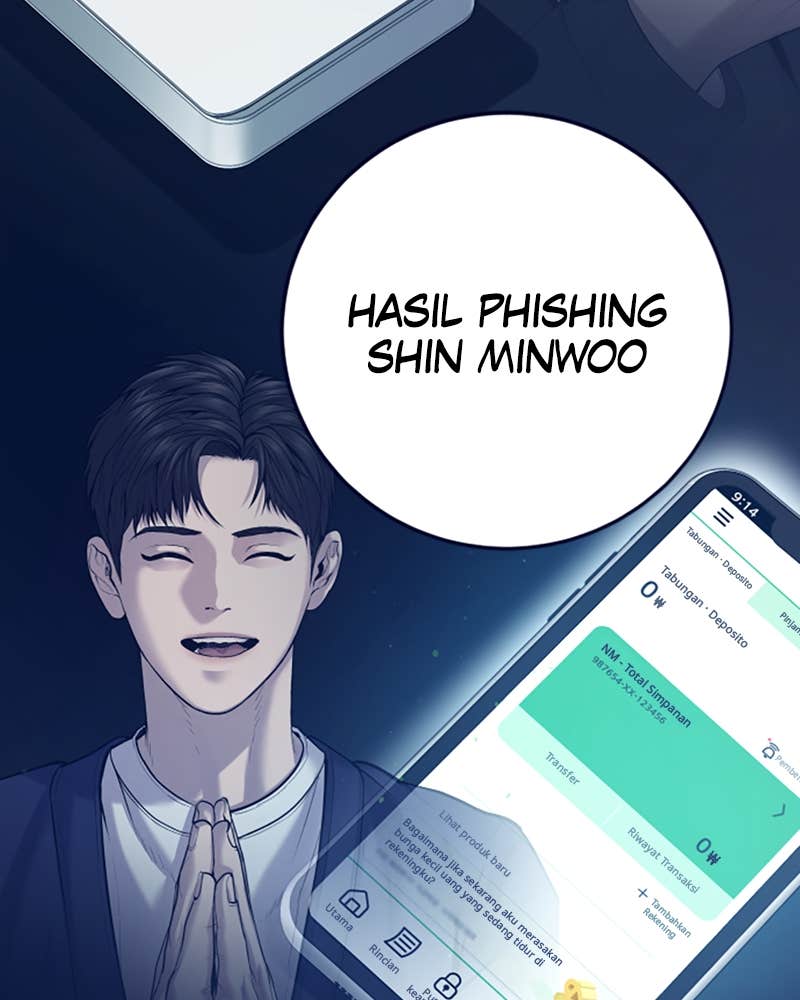 HASIL PHISHING
SHIN MINWOO
9:14
Tabungan · Deposito
Tabungan · Deposito
0₩
NM - Total Simpanan
987654-XX-123456
Transfer
Riwayat Transaksi
0₩
Lihat produk baru
Bagaimana jika sekarang aku merasakan
bunga kecil uang yang sedang tidur di
rekeningku?
+ Tambahkan
Rekening
Utama
Rincian